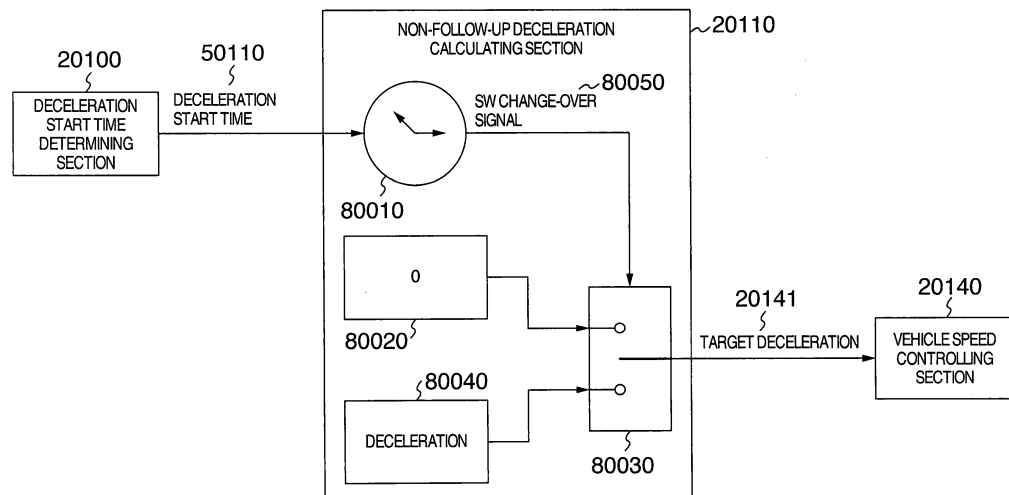 NON-FOLLOW-UP DECELERATION
CALCULATING SECTION
20110
20100
50110
80050
DECELERATION
START TIME
DETERMINING
SECTION
DECELERATION
START TIME
SW CHANGE-OVER
SIGNAL
80010
0
80020
20141
20140
TARGET DECELERATION
VEHICLE SPEED
CONTROLLING
SECTION
80040
DECELERATION
80030